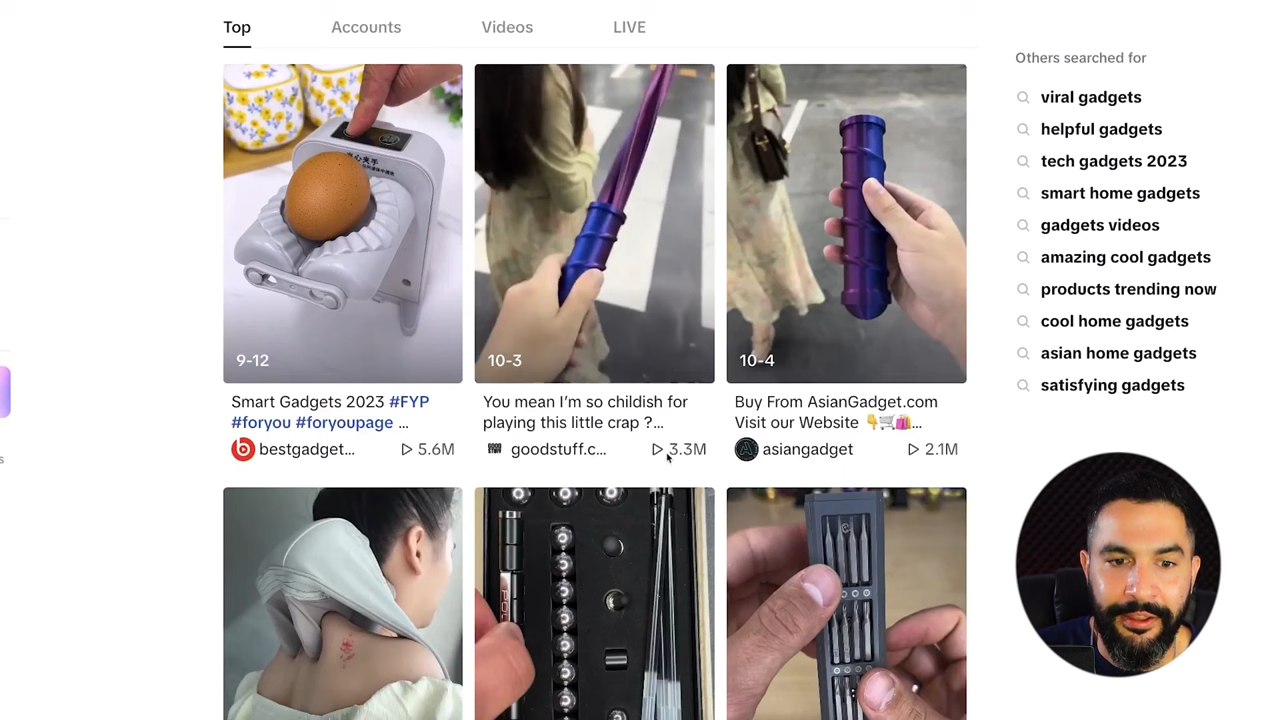 Top
Accounts
Videos
LIVE
9-12
10-3
10-4
Smart Gadgets 2023 #FYP
#foryou #foryoupage ...
bestgadget...
5.6M
You mean I'm so childish for
playing this little crap ?...
goodstuff.c...
3.3M
Buy From AsianGadget.com
Visit our Website 👇🛒🛍️...
asiangadget
2.1M
Others searched for
viral gadgets
helpful gadgets
tech gadgets 2023
smart home gadgets
gadgets videos
amazing cool gadgets
products trending now
cool home gadgets
asian home gadgets
satisfying gadgets